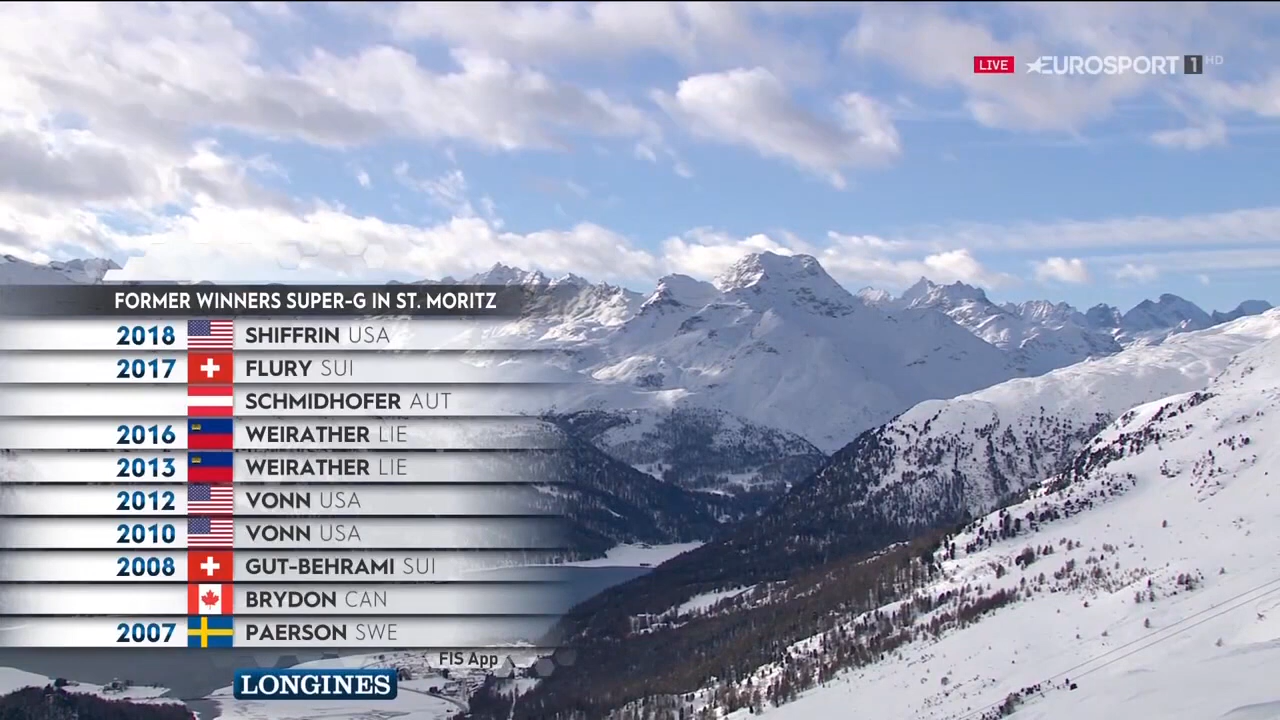 LIVE EUROSPORT 1 HD
FORMER WINNERS SUPER-G IN ST. MORITZ
2018 SHIFFRIN USA
2017 FLURY SUI
SCHMIDHOFER AUT
2016 WEIRATHER LIE
2013 WEIRATHER LIE
2012 VONN USA
2010 VONN USA
2008 GUT-BEHRAMI SUI
BRYDON CAN
2007 PAERSON SWE
FIS App
LONGINES